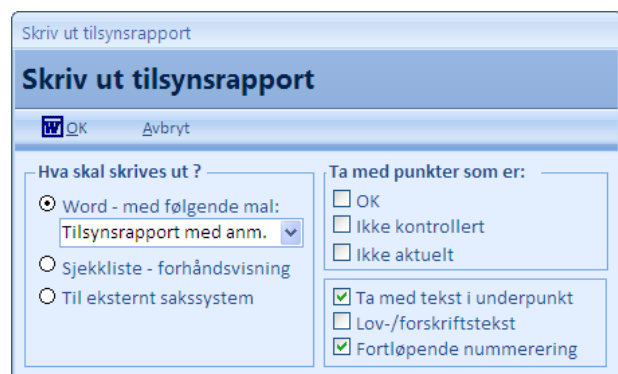 Skriv ut tilsynsrapport
Skriv ut tilsynsrapport
W OK Avbryt
Hva skal skrives ut ?
Word - med følgende mal:
Tilsynsrapport med anm.
Sjekkliste - forhåndsvisning
Til eksternt sakssystem
Ta med punkter som er:
OK
Ikke kontrollert
Ikke aktuelt
Ta med tekst i underpunkt
Lov-/forskriftstekst
Fortløpende nummerering